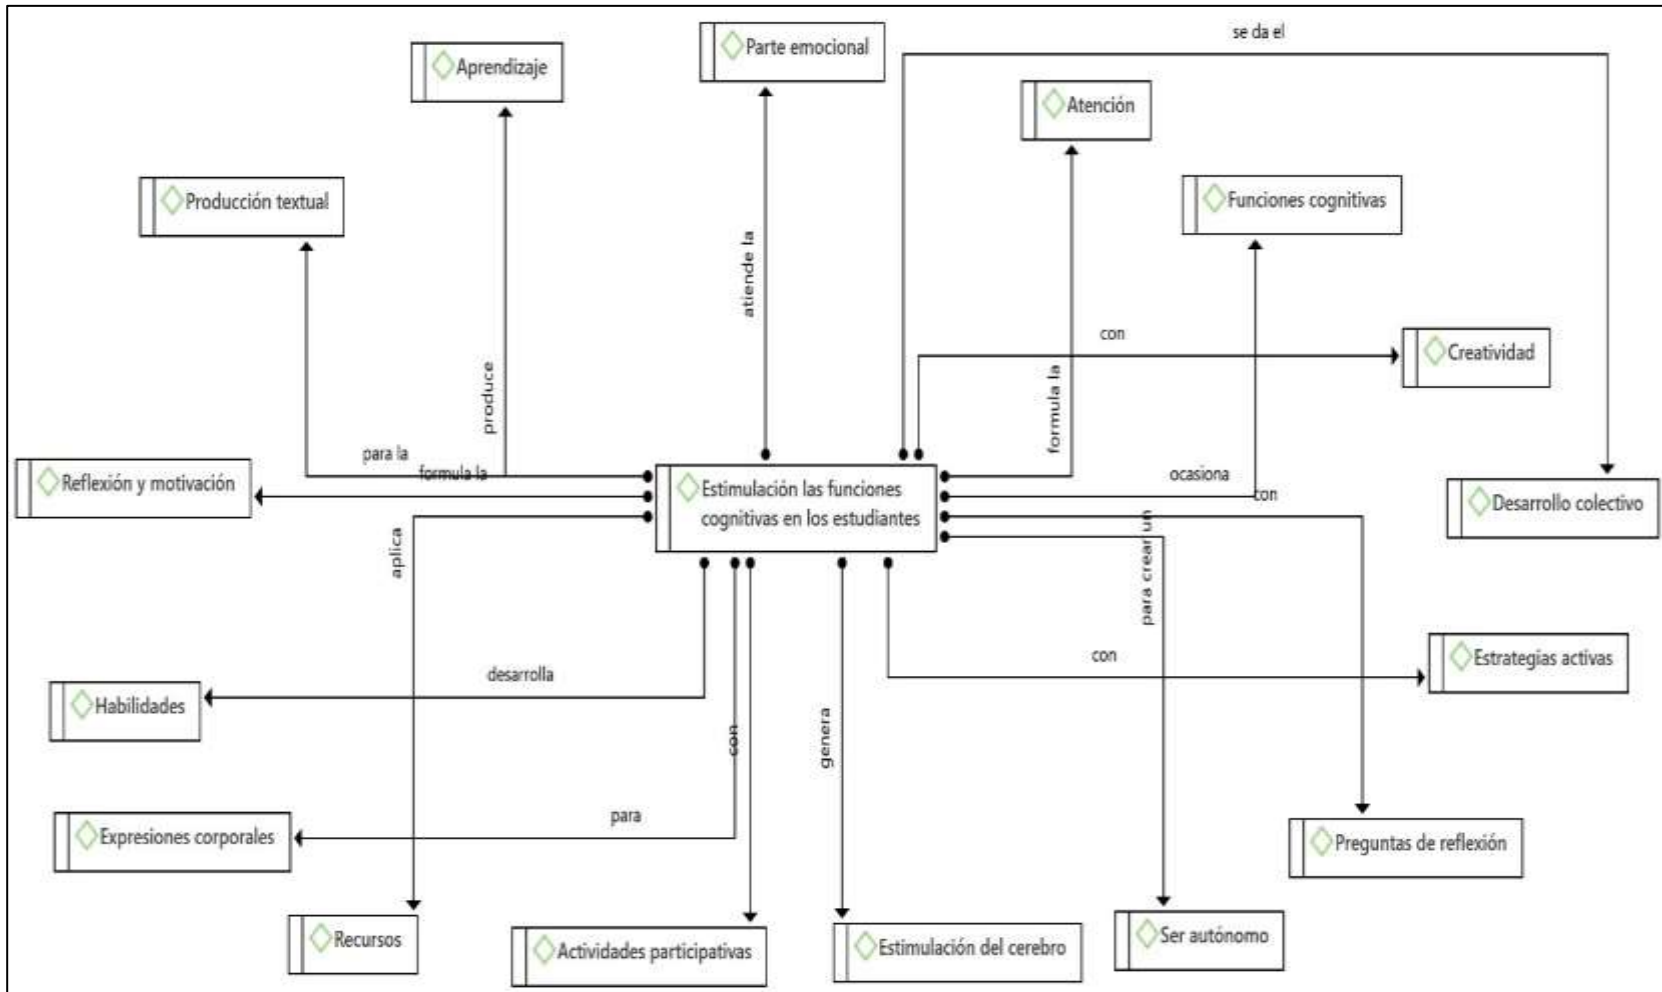 se da el
Parte emocional
Aprendizaje
Atención
Producción textual
Funciones cognitivas
atiende la
con
Creatividad
produce
formula la
para la
formula la
ocasiona
con
Reflexión y motivación
Estimulación las funciones
cognitivas en los estudiantes
Desarrollo colectivo
aplica
para crear un
con
Estrategias activas
desarrolla
Habilidades
con
genera
para
Expresiones corporales
Preguntas de reflexión
Recursos
Actividades participativas
Estimulación del cerebro
Ser autónomo